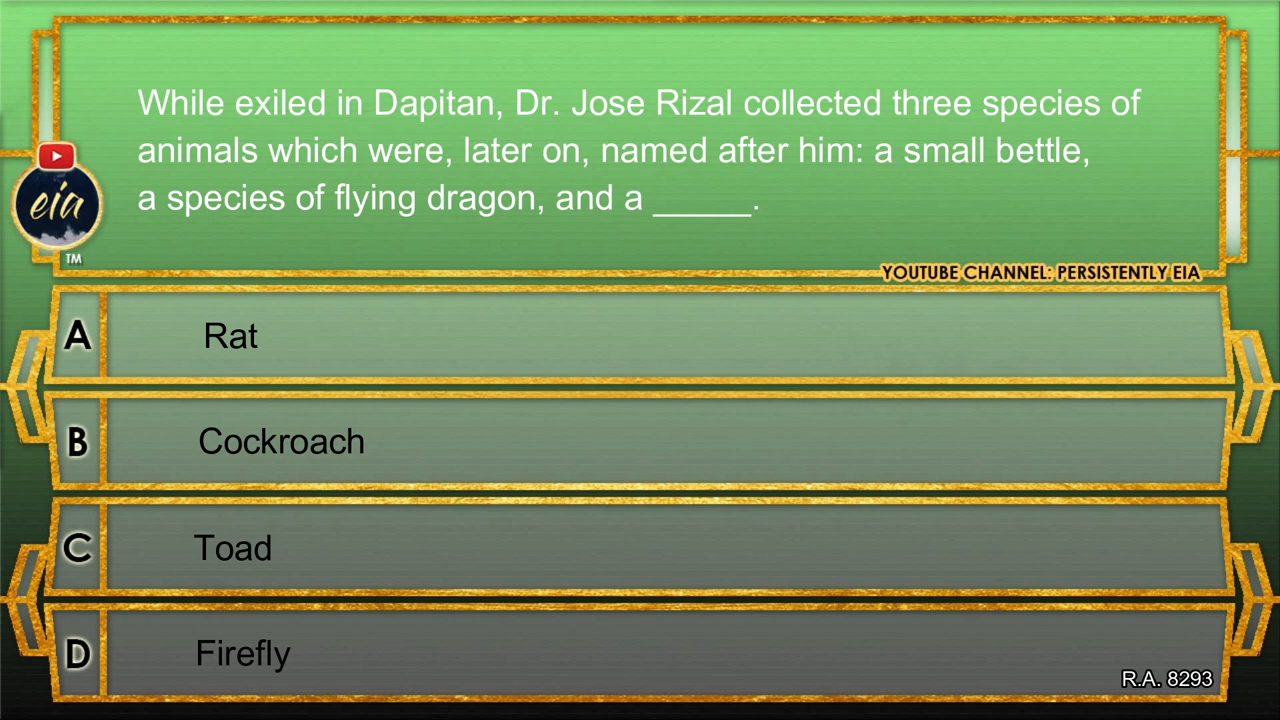 While exiled in Dapitan, Dr. Jose Rizal collected three species of
animals which were, later on, named after him: a small bettle,
a species of flying dragon, and a _____.
eia
TM
YOUTUBE CHANNEL: PERSISTENTLY EIA
A Rat
B Cockroach
C Toad
D Firefly
R.A. 8293